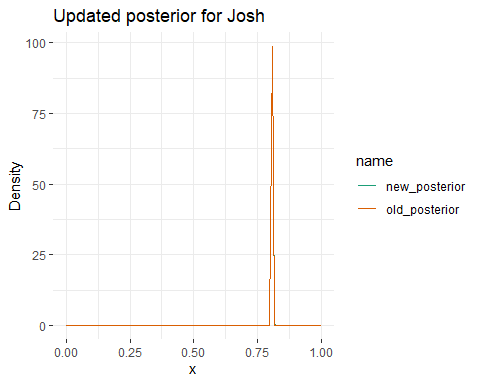 Updated posterior for Josh
100
75
50
25
0
Density
0.00 0.25 0.50 0.75 1.00
x
name
new_posterior
old_posterior